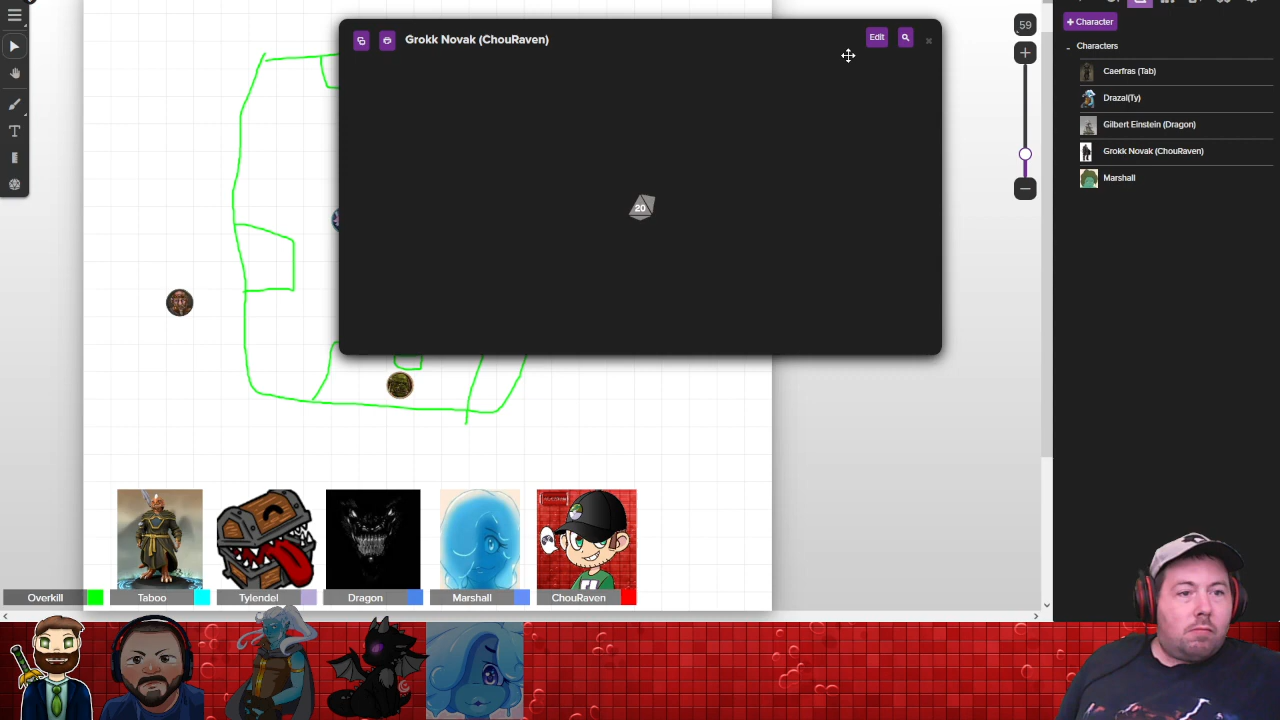 Grokk Novak (ChouRaven)
Edit
59
+ Character
Characters
Caerfras (Tab)
Drazal(Ty)
Gilbert Einstein (Dragon)
Grokk Novak (ChouRaven)
Marshall
T
20
Overkill
Taboo
Tylendel
Dragon
Marshall
ChouRaven